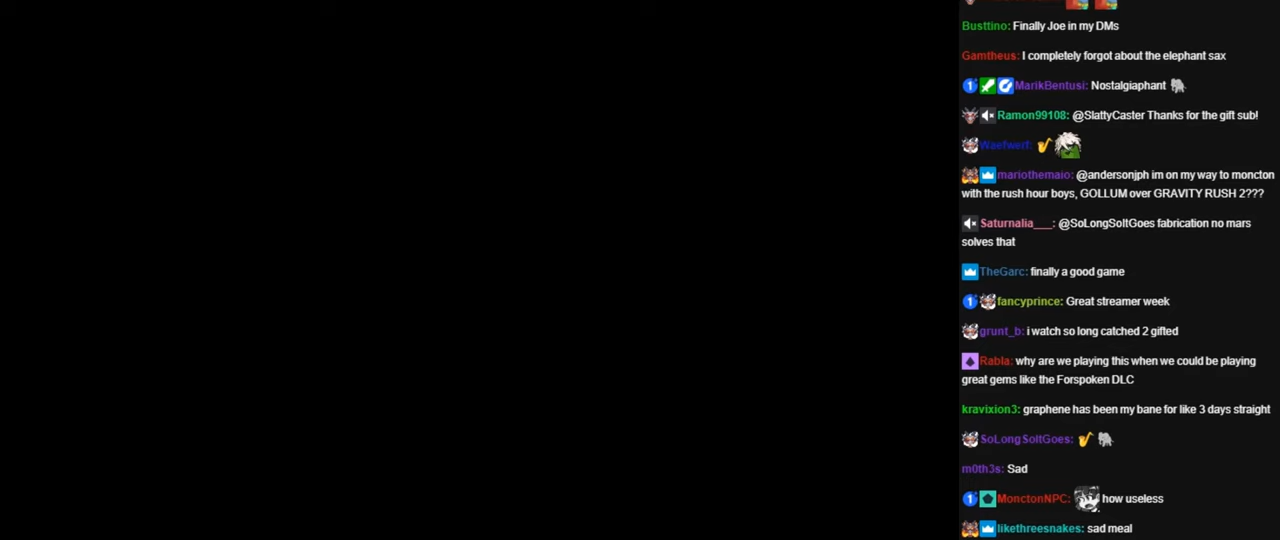 Busttino: Finally Joe in my DMs
Gamtheus: I completely forgot about the elephant sax
MarikBentusi: Nostalgiaphant
Ramon99108: @SlattyCaster Thanks for the gift sub!
Waefwerf:
mariothemaio: @andersonjph im on my way to moncton
with the rush hour boys, GOLLUM over GRAVITY RUSH 2???
Saturnalia___: @SoLongSoItGoes fabrication no mars
solves that
TheGarc: finally a good game
fancyprince: Great streamer week
grunt_b: i watch so long catched 2 gifted
Rabla: why are we playing this when we could be playing
great gems like the Forspoken DLC
kravixion3: graphene has been my bane for like 3 days straight
SoLongSoItGoes:
m0th3s: Sad
MonctonNPC: how useless
likethreesnakes: sad meal